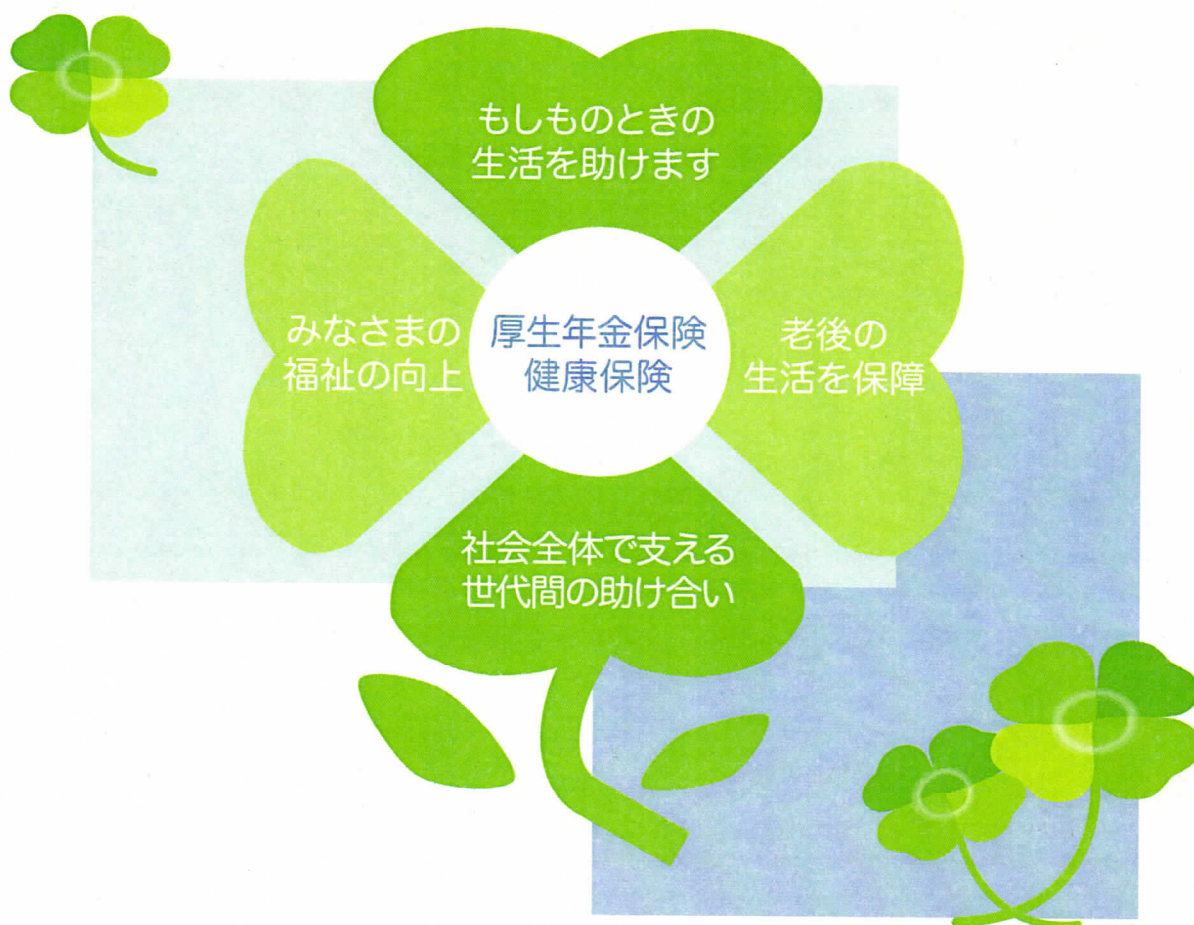 もしものときの
生活を助けます
みなさまの
福祉の向上
厚生年金保険
健康保険
老後の
生活を保障
社会全体で支える
世代間の助け合い